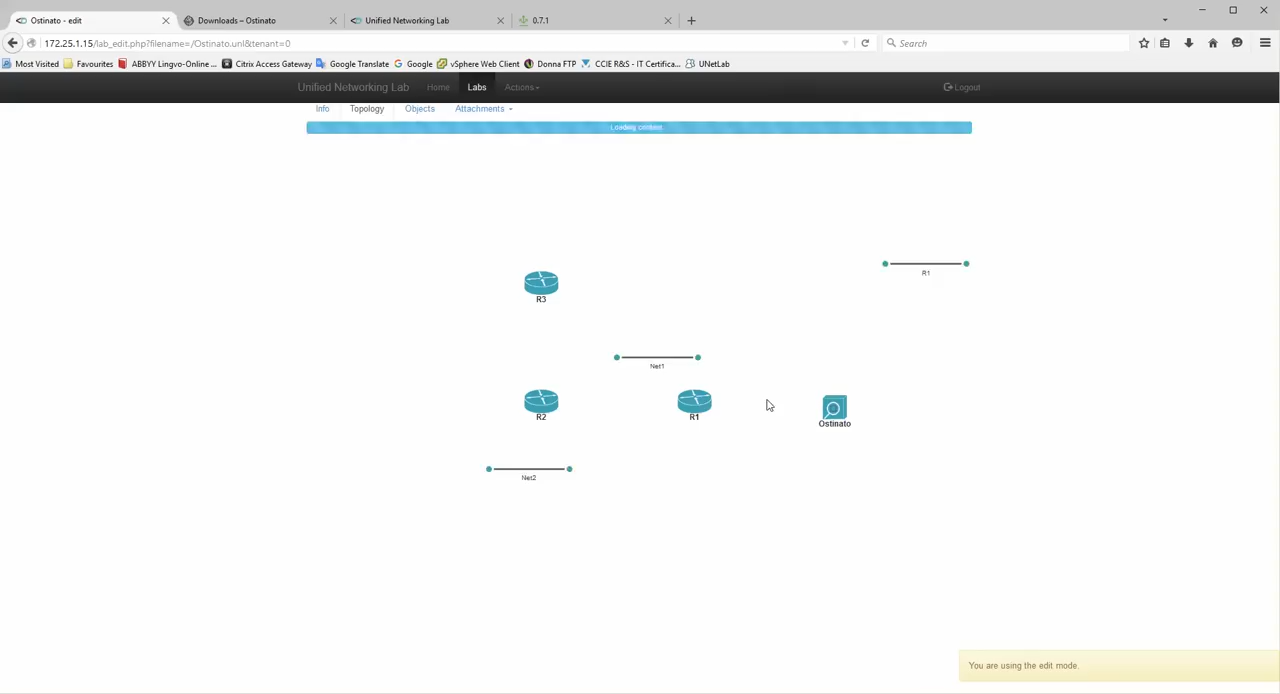 Ostinato - edit
Downloads – Ostinato
Unified Networking Lab
0.7.1
172.25.1.15/lab_edit.php?filename=/Ostinato.unl&tenant=0
Search
Most Visited
Favourites
ABBYY Lingvo-Online ...
Citrix Access Gateway
Google Translate
Google
vSphere Web Client
Donna FTP
CCIE R&S - IT Certifica...
UNetLab
Unified Networking Lab
Home
Labs
Actions
Logout
Info
Topology
Objects
Attachments
Loading content
R1
R3
Net1
R2
R1
Ostinato
Net2
You are using the edit mode.